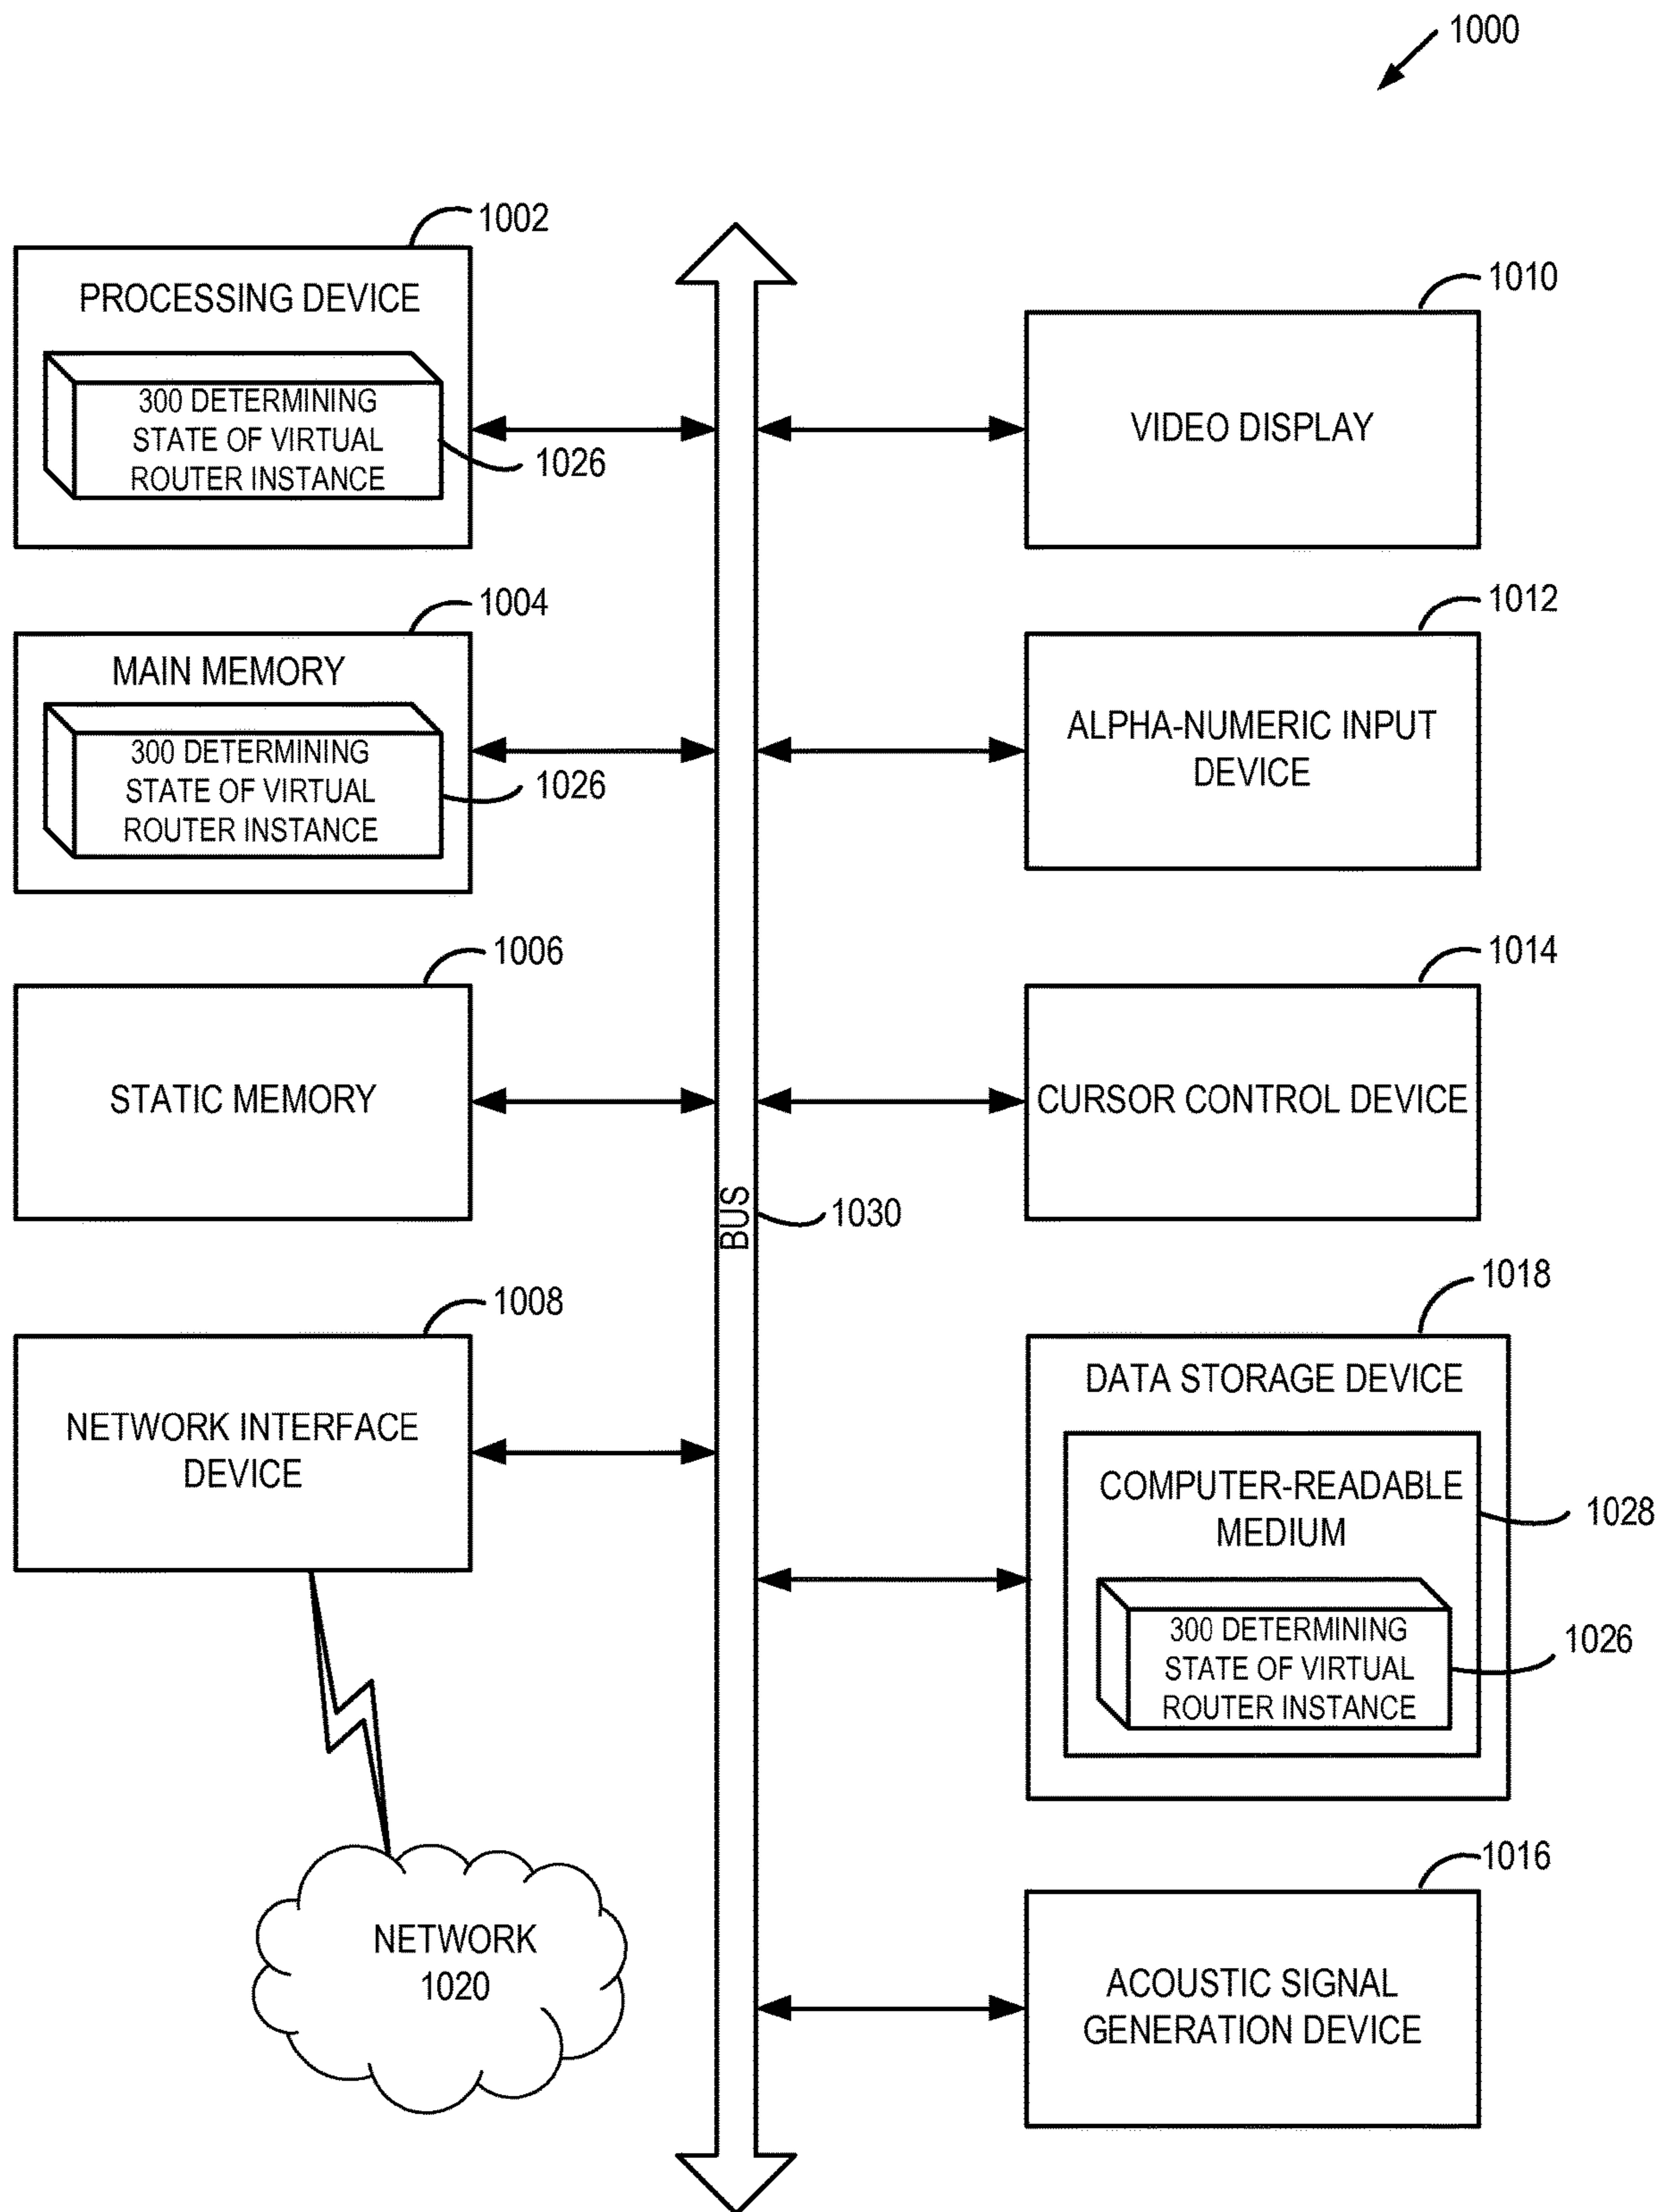 1000
1002
PROCESSING DEVICE
300 DETERMINING
STATE OF VIRTUAL
ROUTER INSTANCE
1026
1004
MAIN MEMORY
300 DETERMINING
STATE OF VIRTUAL
ROUTER INSTANCE
1026
1006
STATIC MEMORY
1008
NETWORK INTERFACE
DEVICE
NETWORK
1020
BUS
1030
1010
VIDEO DISPLAY
1012
ALPHA-NUMERIC INPUT
DEVICE
1014
CURSOR CONTROL DEVICE
1018
DATA STORAGE DEVICE
COMPUTER-READABLE
MEDIUM
1028
300 DETERMINING
STATE OF VIRTUAL
ROUTER INSTANCE
1026
1016
ACOUSTIC SIGNAL
GENERATION DEVICE